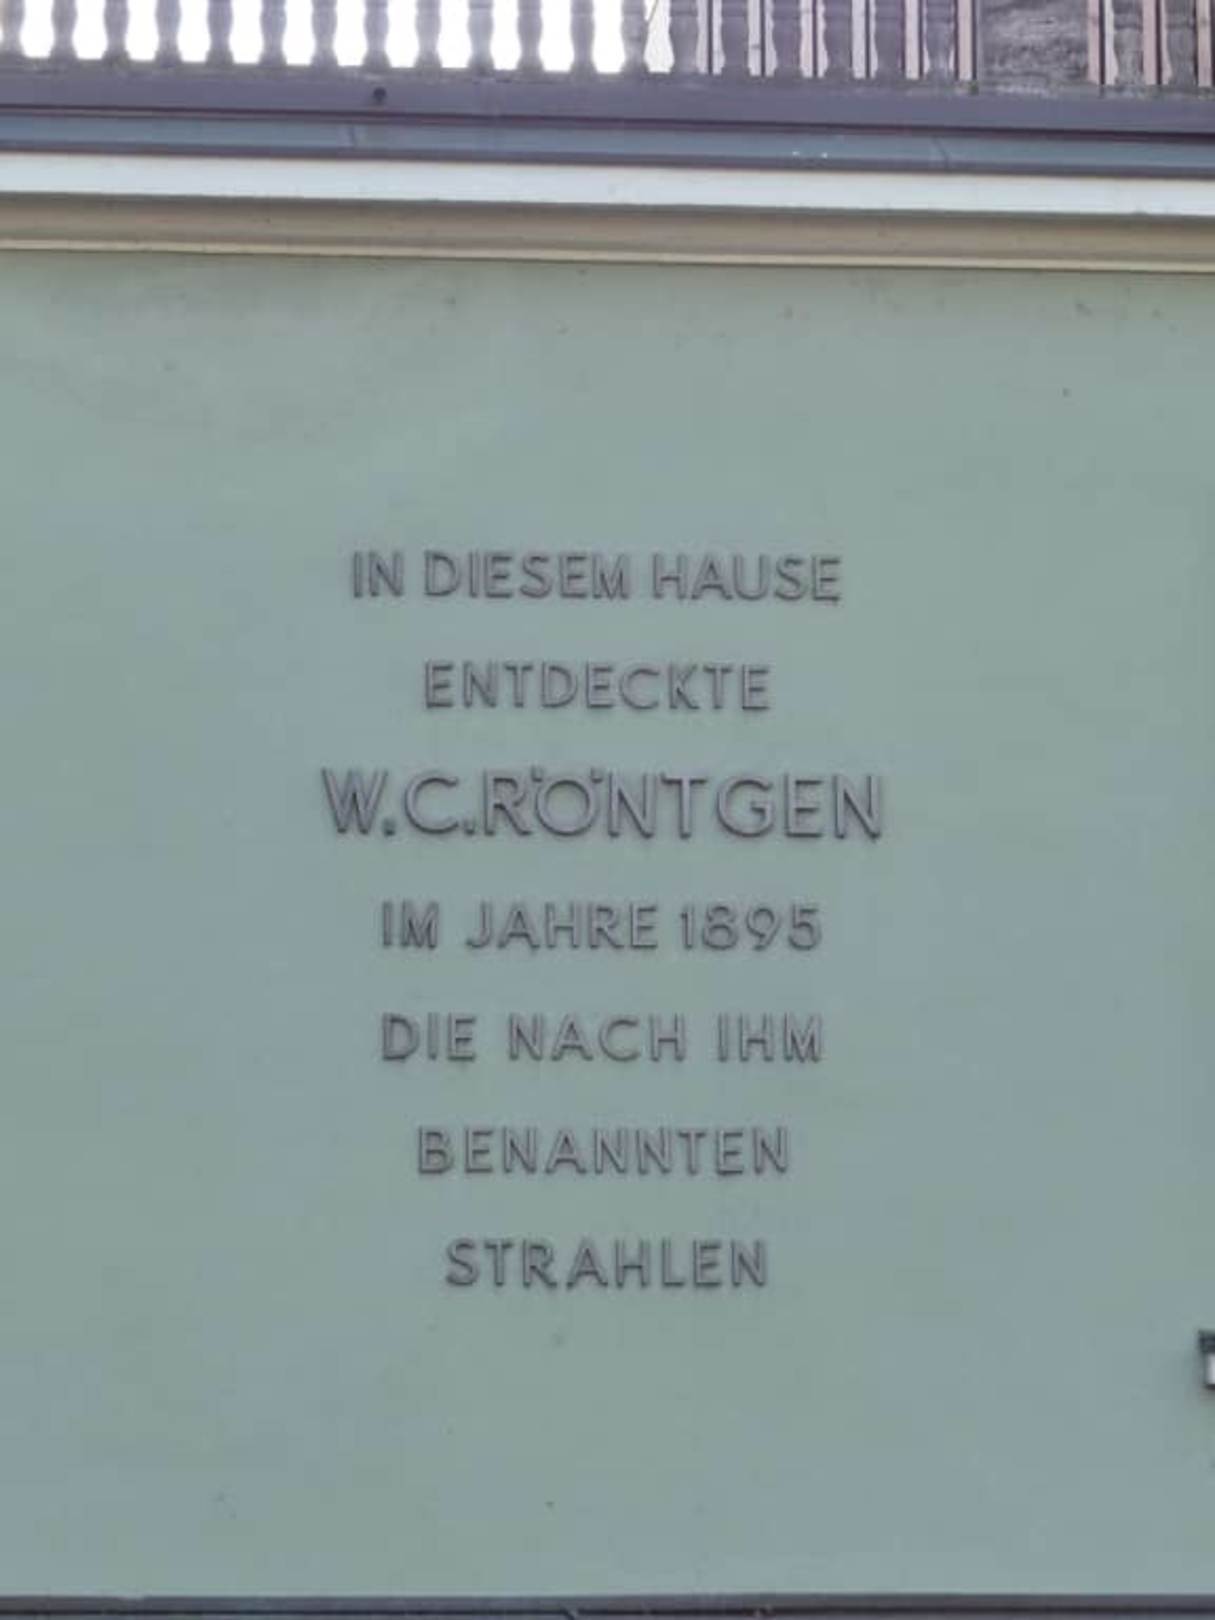 IN DIESEM HAUSE
ENTDECKTE
W.C.RÖNTGEN
IM JAHRE 1895
DIE NACH IHM
BENANNTEN
STRAHLEN